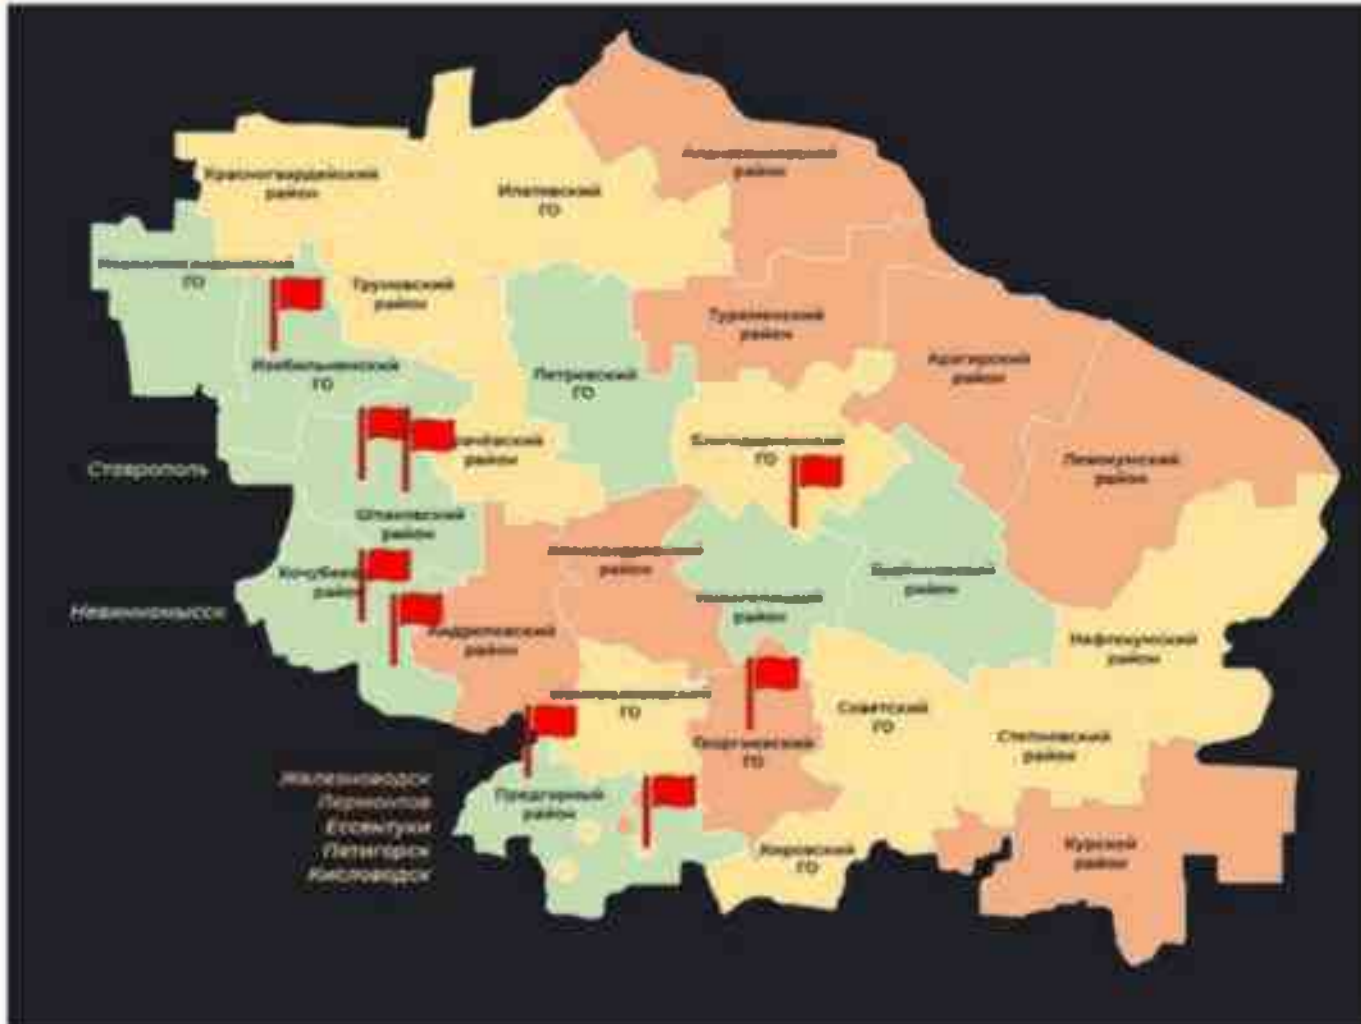 Красногвардейский
район
Ипатовский
ГО
район
ГО
Труновский
район
Туркменский
район
Изобильненский
ГО
Петровский
ГО
Арзгирский
район
район
ГО
Левокумский
район
Ставрополь
Шпаковский
район
район
район
район
Невинномысск
Андроповский
район
Нефтекумский
район
ГО
Советский
ГО
Степновский
район
Георгиевский
ГО
Железноводск
Лермонтов
Ессентуки
Пятигорск
Кисловодск
Предгорный
район
Кировский
ГО
Курский
район